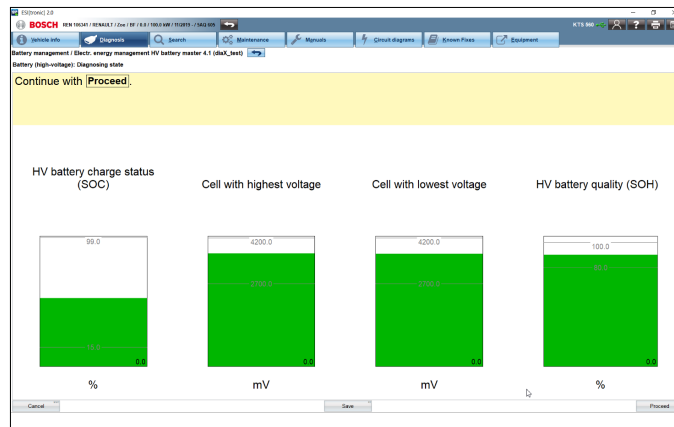 ESI[tronic] 2.0
BOSCH REN 106341 / RENAULT / Zoe / BF / 0.0 / 100.0 kW / 11/2019 - / 5AQ 605
KTS 560
Vehicle info Diagnosis Search Maintenance Manuals Circuit diagrams Known Fixes Equipment
Battery management / Electr. energy management HV battery master 4.1 (diaX_test)
Battery (high-voltage): Diagnosing state
Continue with Proceed.
HV battery charge status
(SOC)
Cell with highest voltage
Cell with lowest voltage
HV battery quality (SOH)
99.0 4200.0 4200.0 100.0
0.0 0.0 0.0 0.0
% mV mV %
Cancel Save Proceed